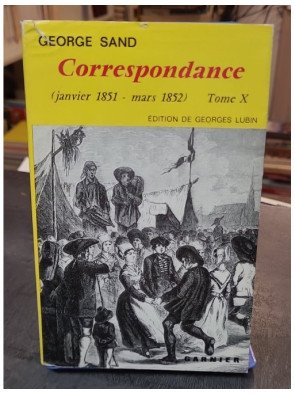 GEORGE SAND
Correspondance
(janvier 1851 - mars 1852) Tome X
ÉDITION DE GEORGES LUBIN
GARNIER